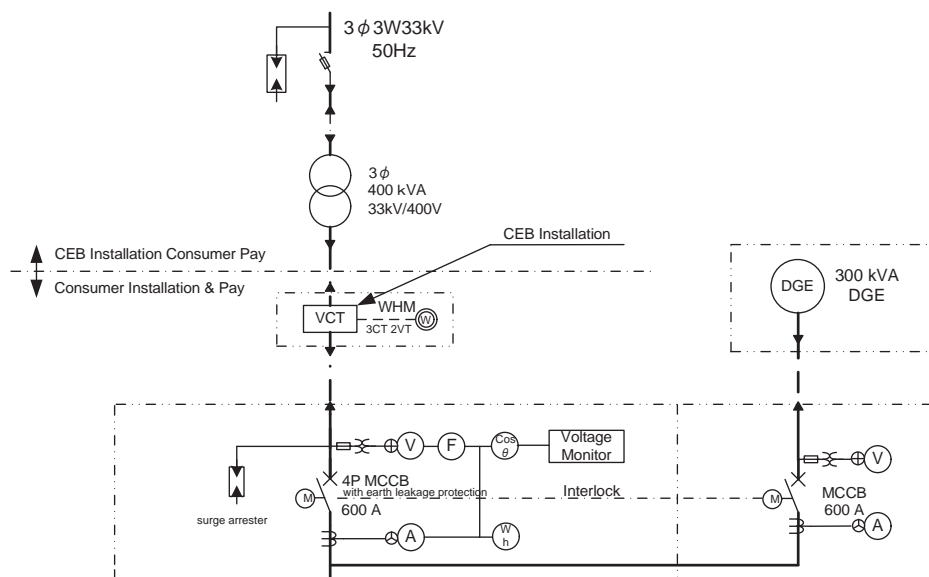 3φ3W33kV
50Hz
3φ
400 kVA
33kV/400V
CEB Installation
CEB Installation Consumer Pay
Consumer Installation & Pay
DGE
300 kVA
DGE
VCT
WHM
W
3CT 2VT
V
F
Cos
θ
Voltage
Monitor
V
4P MCCB
with earth leakage protection
600 A
M
Interlock
M
MCCB
600 A
surge arrester
A
W
h
A